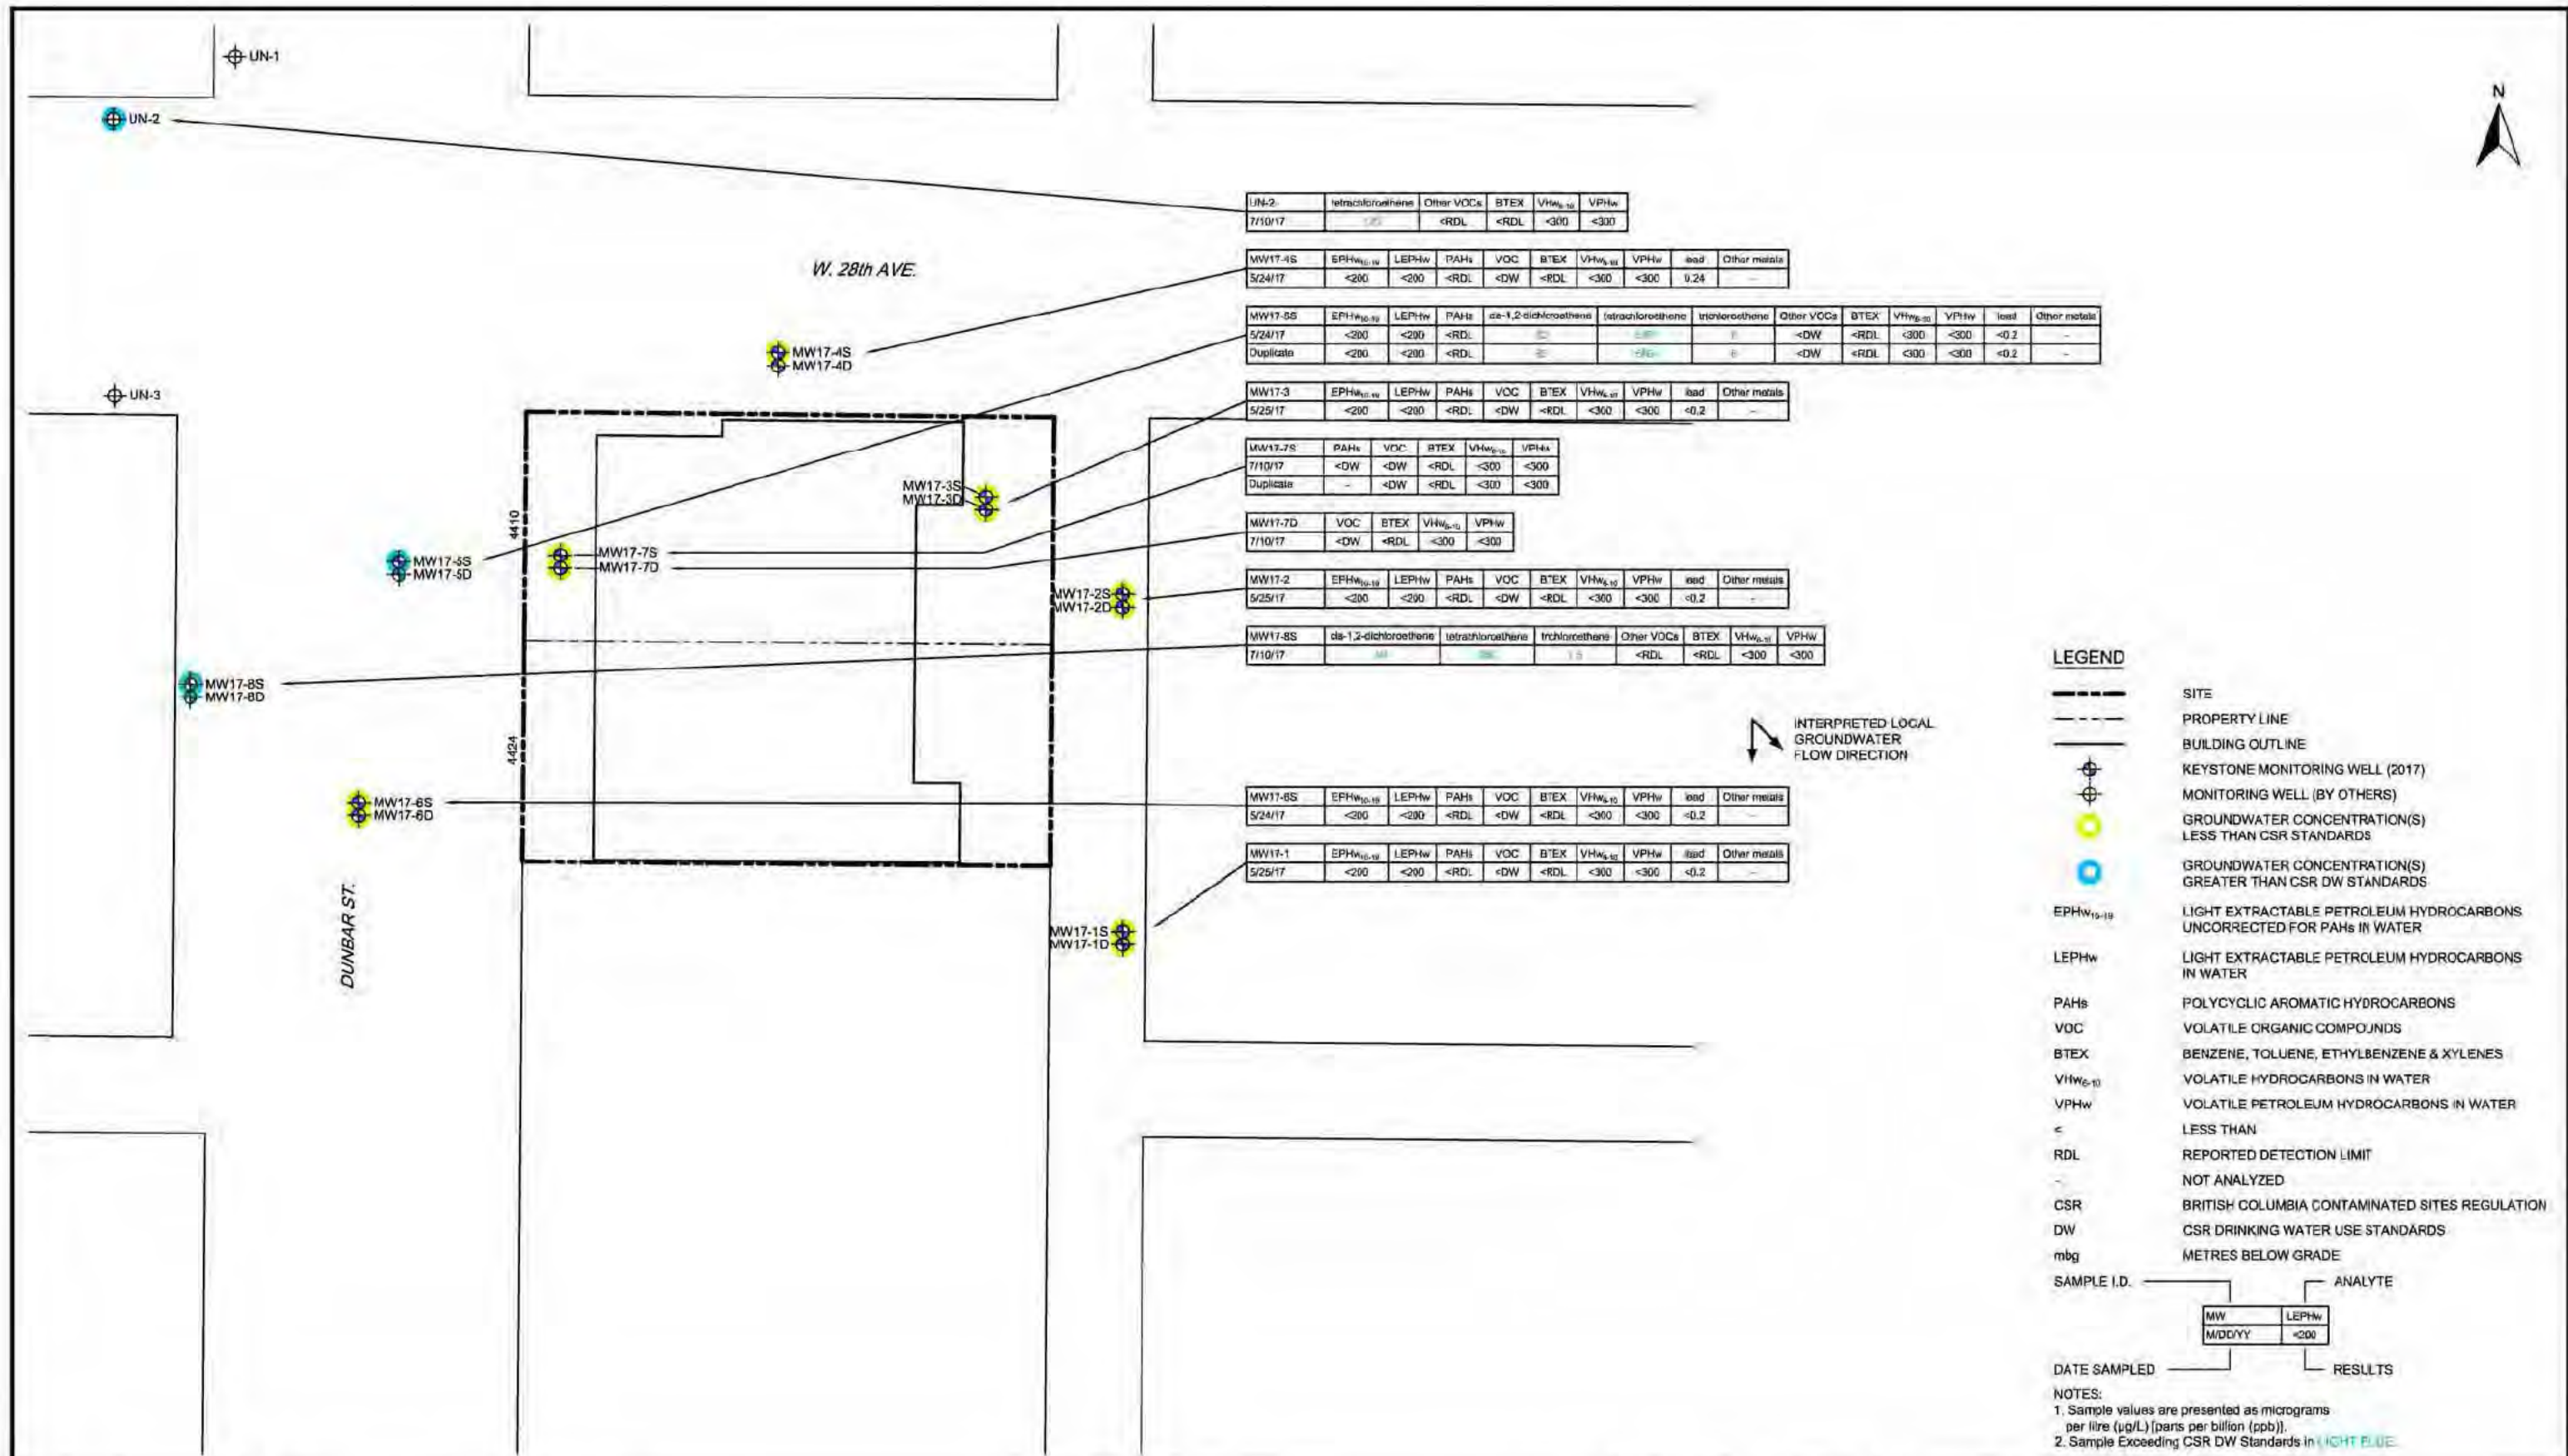 UN-1
UN-2
N
UN-2 tetrachloroethene Other VOCs BTEX VHw6-10 VPHw
7/10/17 <RDL <RDL <300 <300
W. 28th AVE.
MW17-4S EPHw10-19 LEPHw PAHs VOC BTEX VHw6-10 VPHw lead Other metals
5/24/17 <200 <200 <RDL <DW <RDL <300 <300 0.24 -
MW17-5S EPHw10-19 LEPHw PAHs cis-1,2-dichloroethene tetrachloroethene trichloroethene Other VOCs BTEX VHw6-10 VPHw lead Other metals
5/24/17 <200 <200 <RDL <DW <RDL <300 <300 <0.2 -
Duplicate <200 <200 <RDL <DW <RDL <300 <300 <0.2 -
MW17-4S
MW17-4D
UN-3
MW17-3 EPHw10-19 LEPHw PAHs VOC BTEX VHw6-10 VPHw lead Other metals
5/25/17 <200 <200 <RDL <DW <RDL <300 <300 <0.2 -
MW17-7S PAHs VOC BTEX VHw6-10 VPHw
7/10/17 <DW <DW <RDL <300 <300
Duplicate - <DW <RDL <300 <300
MW17-3S
MW17-3D
4410
MW17-7D VOC BTEX VHw6-10 VPHw
7/10/17 <DW <RDL <300 <300
MW17-5S
MW17-5D
MW17-7S
MW17-7D
MW17-2S
MW17-2D
MW17-2 EPHw10-19 LEPHw PAHs VOC BTEX VHw6-10 VPHw lead Other metals
5/25/17 <200 <200 <RDL <DW <RDL <300 <300 <0.2 -
MW17-8S cis-1,2-dichloroethene tetrachloroethene trichloroethene Other VOCs BTEX VHw6-10 VPHw
7/10/17 <RDL <RDL <300 <300
MW17-8S
MW17-8D
4424
INTERPRETED LOCAL
GROUNDWATER
FLOW DIRECTION
MW17-6S
MW17-6D
MW17-6S EPHw10-19 LEPHw PAHs VOC BTEX VHw6-10 VPHw lead Other metals
5/24/17 <200 <200 <RDL <DW <RDL <300 <300 <0.2 -
MW17-1 EPHw10-19 LEPHw PAHs VOC BTEX VHw6-10 VPHw lead Other metals
5/25/17 <200 <200 <RDL <DW <RDL <300 <300 <0.2 -
DUNBAR ST.
MW17-1S
MW17-1D
LEGEND
SITE
PROPERTY LINE
BUILDING OUTLINE
KEYSTONE MONITORING WELL (2017)
MONITORING WELL (BY OTHERS)
GROUNDWATER CONCENTRATION(S)
LESS THAN CSR STANDARDS
GROUNDWATER CONCENTRATION(S)
GREATER THAN CSR DW STANDARDS
EPHw10-19 LIGHT EXTRACTABLE PETROLEUM HYDROCARBONS
UNCORRECTED FOR PAHs IN WATER
LEPHw LIGHT EXTRACTABLE PETROLEUM HYDROCARBONS
IN WATER
PAHs POLYCYCLIC AROMATIC HYDROCARBONS
VOC VOLATILE ORGANIC COMPOUNDS
BTEX BENZENE, TOLUENE, ETHYLBENZENE & XYLENES
VHw6-10 VOLATILE HYDROCARBONS IN WATER
VPHw VOLATILE PETROLEUM HYDROCARBONS IN WATER
< LESS THAN
RDL REPORTED DETECTION LIMIT
- NOT ANALYZED
CSR BRITISH COLUMBIA CONTAMINATED SITES REGULATION
DW CSR DRINKING WATER USE STANDARDS
mbg METRES BELOW GRADE
SAMPLE I.D. ANALYTE
MW LEPHw
M/DD/YY <200
DATE SAMPLED RESULTS
NOTES:
1. Sample values are presented as micrograms
per litre (µg/L) [parts per billion (ppb)].
2. Sample Exceeding CSR DW Standards in LIGHT BLUE